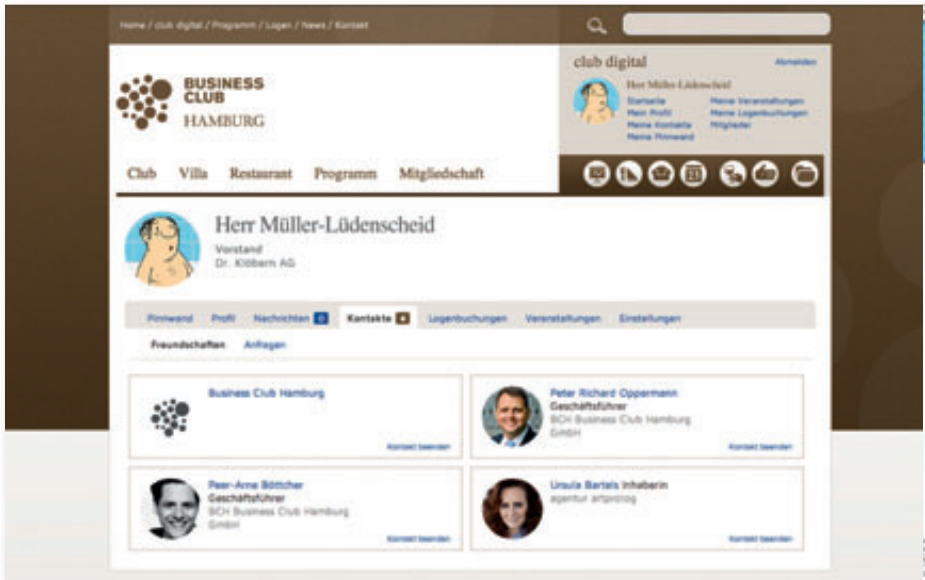 Home / club digital / Programm / Logen / News / Kontakt
BUSINESS
CLUB
HAMBURG
club digital
Abmelden
Herr Müller-Lüdenscheid
Startseite
Mein Profil
Meine Kontakte
Meine Pinnwand
Meine Veranstaltungen
Meine Logenbuchungen
Mitglieder
Club Villa Restaurant Programm Mitgliedschaft
Herr Müller-Lüdenscheid
Vorstand
Dr. Klöbern AG
Pinnwand Profil Nachrichten 0 Kontakte 4 Logenbuchungen Veranstaltungen Einstellungen
Freundschaften Anfragen
Business Club Hamburg
Kontakt beenden
Peter Richard Oppermann
Geschäftsführer
BCH Business Club Hamburg
GmbH
Kontakt beenden
Peer-Arne Böttcher
Geschäftsführer
BCH Business Club Hamburg
GmbH
Kontakt beenden
Ursula Bartels Inhaberin
agentur artprolog
Kontakt beenden